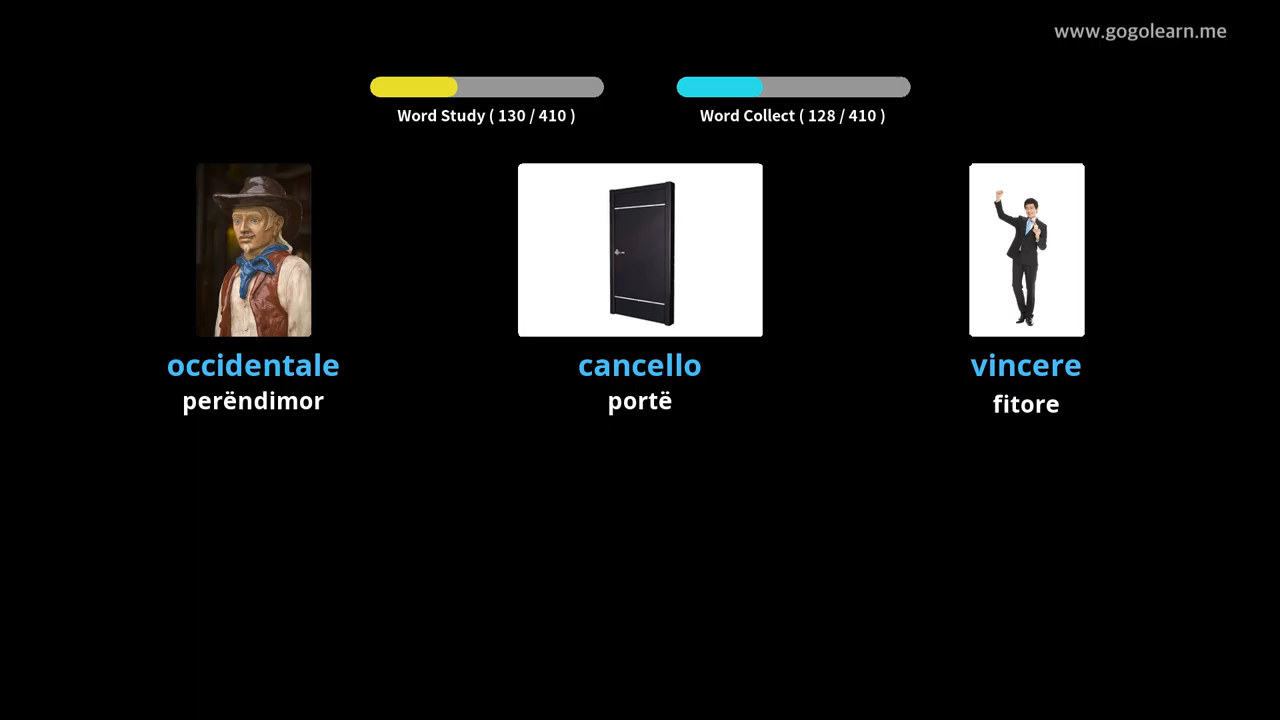 www.gogolearn.me
Word Study ( 130 / 410 )
Word Collect ( 128 / 410 )
occidentale
perëndimor
cancello
portë
vincere
fitore